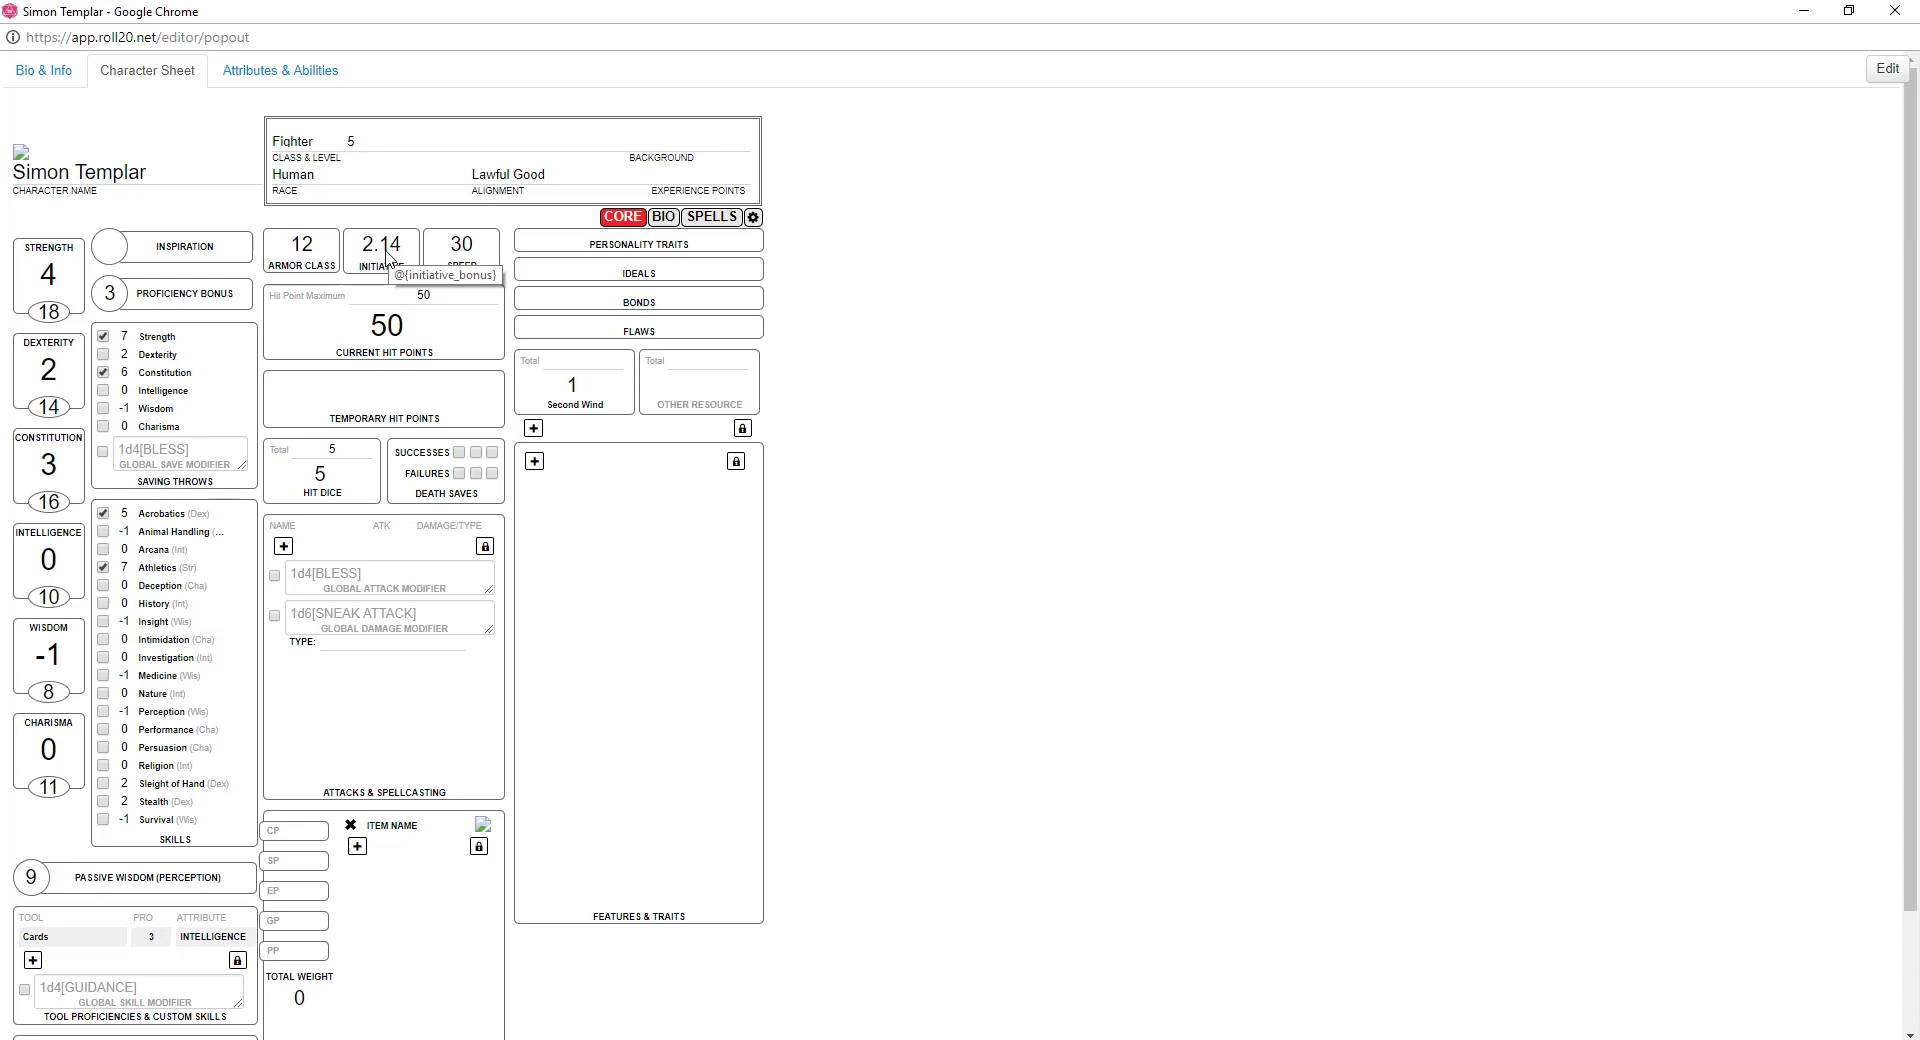 Simon Templar - Google Chrome
https://app.roll20.net/editor/popout
Bio & Info
Character Sheet
Attributes & Abilities
Edit
Simon Templar
CHARACTER NAME
Fighter 5
CLASS & LEVEL
BACKGROUND
Human
Lawful Good
RACE
ALIGNMENT
EXPERIENCE POINTS
CORE
BIO
SPELLS
STRENGTH
4
18
DEXTERITY
2
14
CONSTITUTION
3
16
INTELLIGENCE
0
10
WISDOM
-1
8
CHARISMA
0
11
INSPIRATION
3 PROFICIENCY BONUS
7 Strength
2 Dexterity
6 Constitution
0 Intelligence
-1 Wisdom
0 Charisma
1d4[BLESS]
GLOBAL SAVE MODIFIER
SAVING THROWS
5 Acrobatics (Dex)
-1 Animal Handling (...
0 Arcana (Int)
7 Athletics (Str)
0 Deception (Cha)
0 History (Int)
-1 Insight (Wis)
0 Intimidation (Cha)
0 Investigation (Int)
-1 Medicine (Wis)
0 Nature (Int)
-1 Perception (Wis)
0 Performance (Cha)
0 Persuasion (Cha)
0 Religion (Int)
2 Sleight of Hand (Dex)
2 Stealth (Dex)
-1 Survival (Wis)
SKILLS
9 PASSIVE WISDOM (PERCEPTION)
TOOL PRO ATTRIBUTE
Cards 3 INTELLIGENCE
1d4[GUIDANCE]
GLOBAL SKILL MODIFIER
TOOL PROFICIENCIES & CUSTOM SKILLS
12
ARMOR CLASS
2.14
30
SPEED
@{initiative_bonus}
Hit Point Maximum 50
50
CURRENT HIT POINTS
TEMPORARY HIT POINTS
Total 5
5
HIT DICE
SUCCESSES
FAILURES
DEATH SAVES
NAME ATK DAMAGE/TYPE
1d4[BLESS]
GLOBAL ATTACK MODIFIER
1d6[SNEAK ATTACK]
GLOBAL DAMAGE MODIFIER
TYPE:
ATTACKS & SPELLCASTING
CP
SP
EP
GP
PP
TOTAL WEIGHT
0
ITEM NAME
PERSONALITY TRAITS
IDEALS
BONDS
FLAWS
Total
1
Second Wind
Total
OTHER RESOURCE
FEATURES & TRAITS